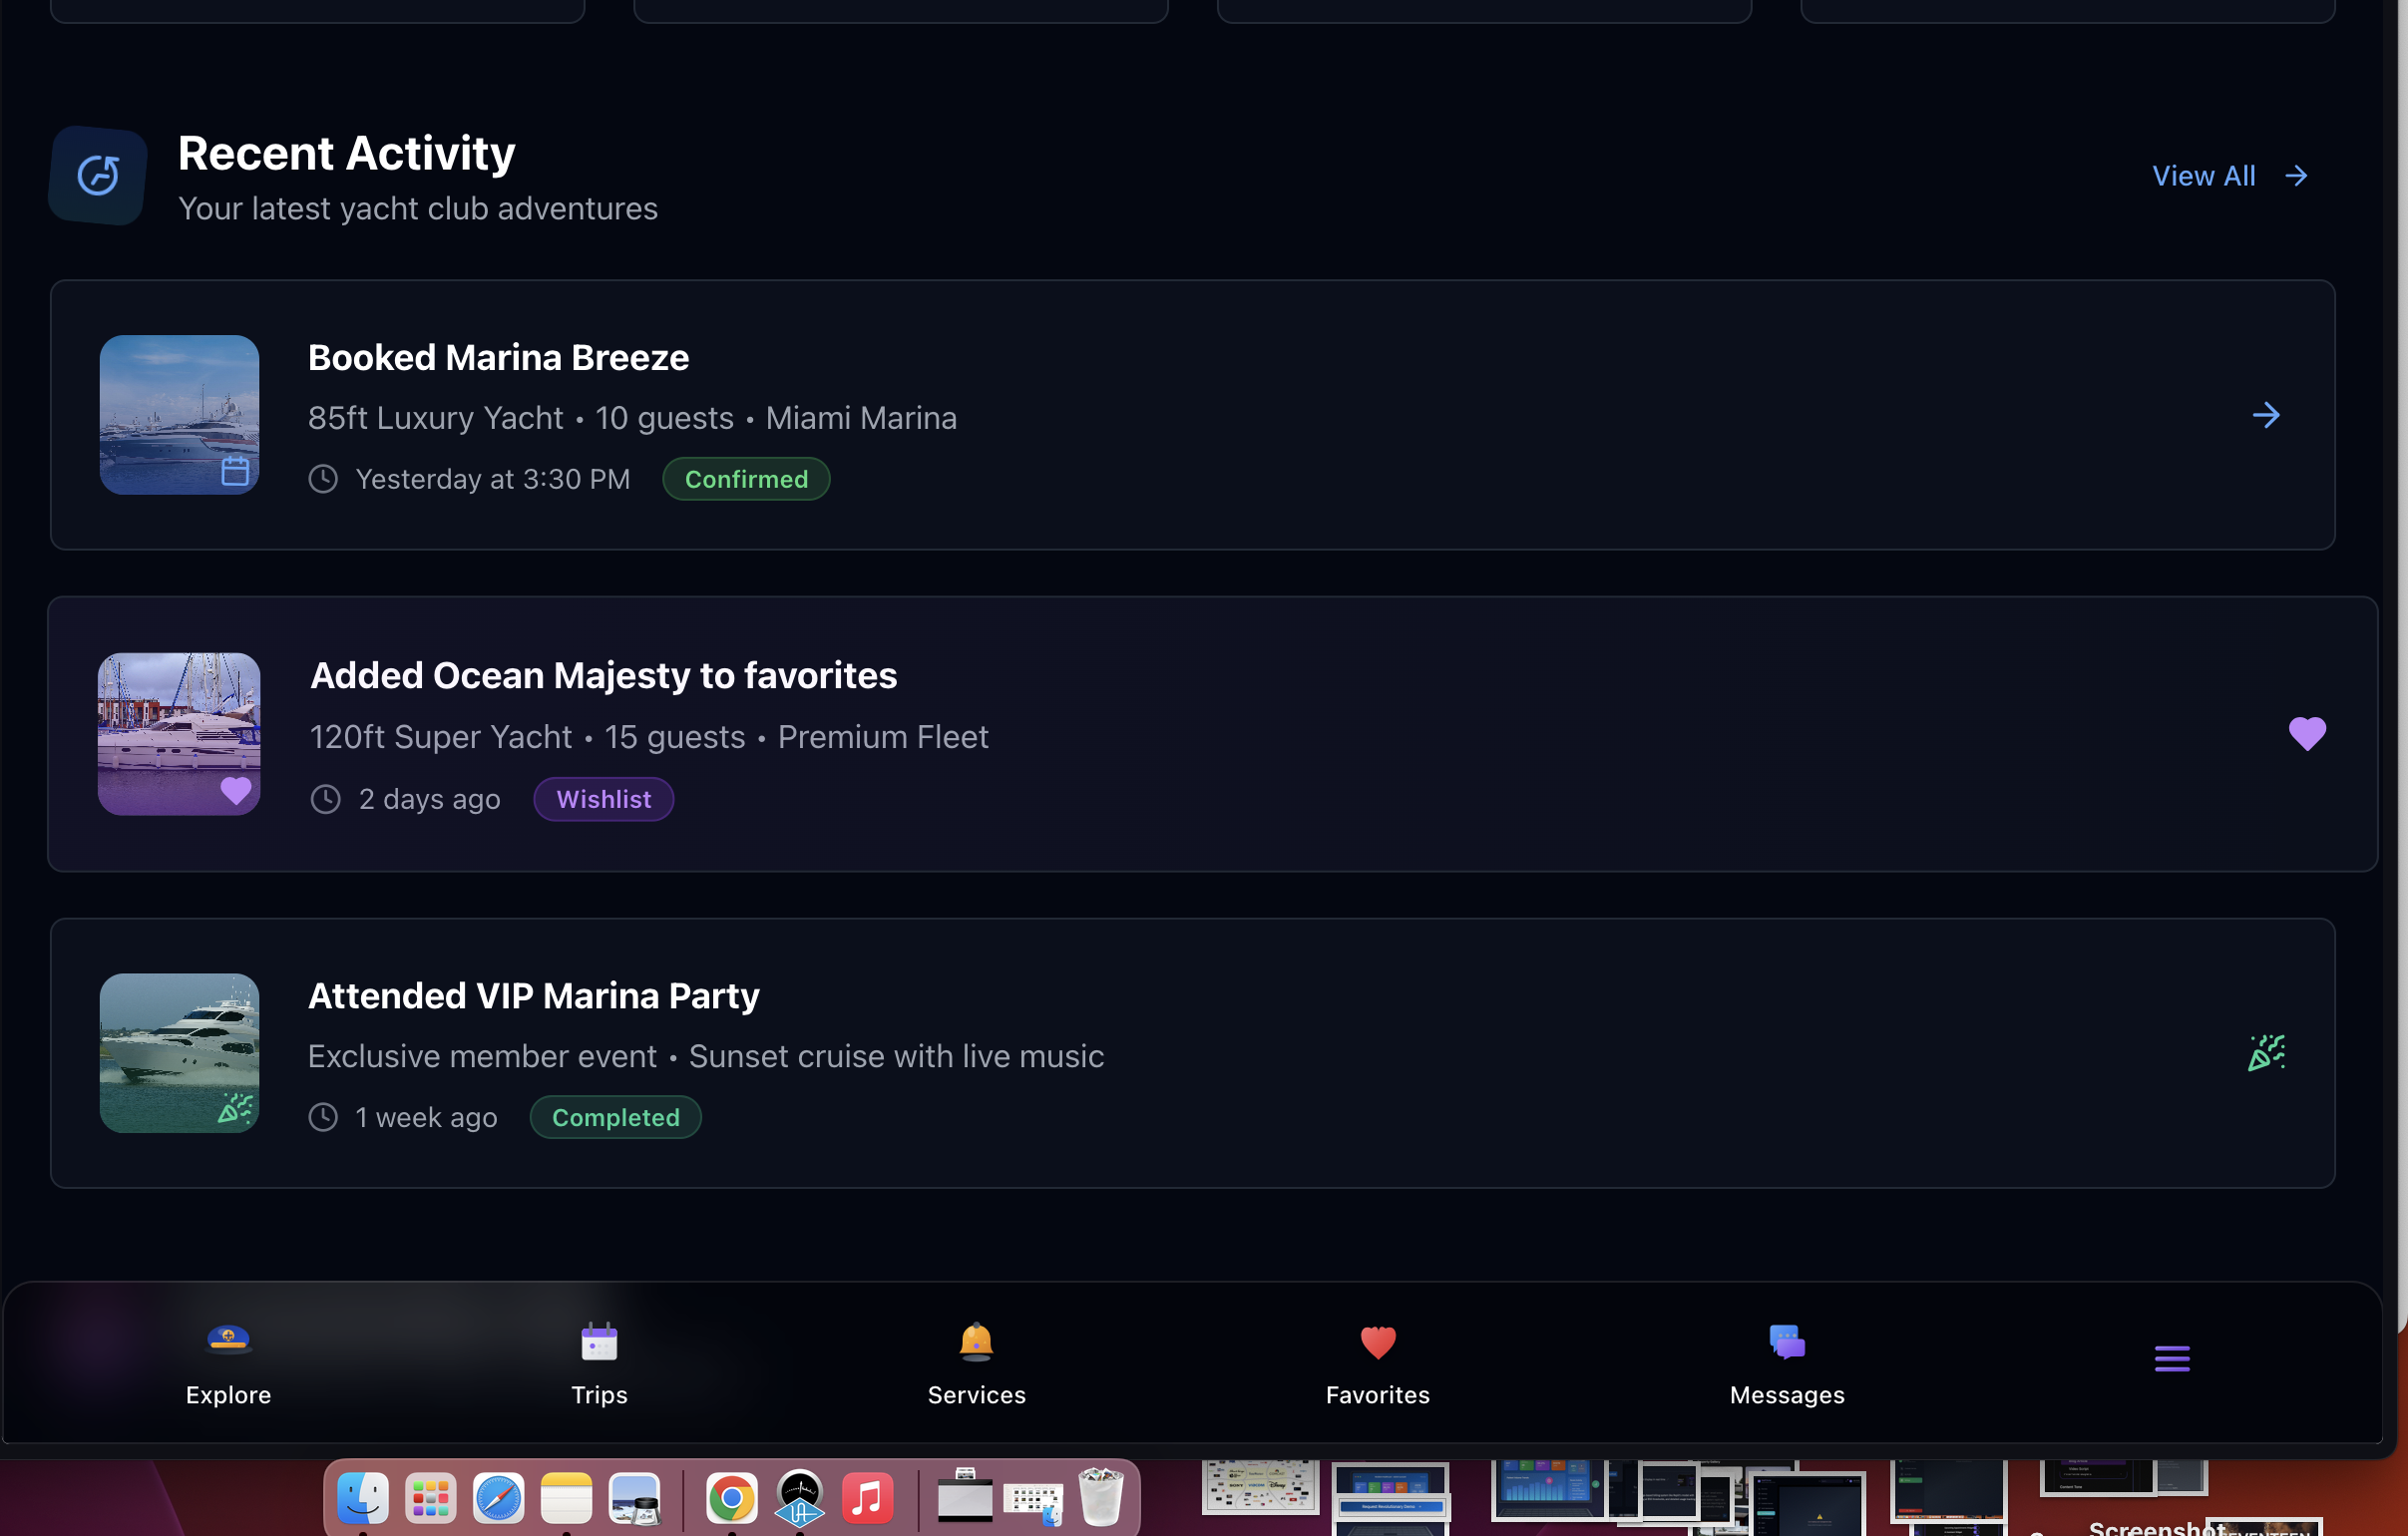 Recent Activity
Your latest yacht club adventures
View All
Booked Marina Breeze
85ft Luxury Yacht • 10 guests • Miami Marina
Yesterday at 3:30 PM
Confirmed
Added Ocean Majesty to favorites
120ft Super Yacht • 15 guests • Premium Fleet
2 days ago
Wishlist
Attended VIP Marina Party
Exclusive member event • Sunset cruise with live music
1 week ago
Completed
Explore
Trips
Services
Favorites
Messages
Screenshot